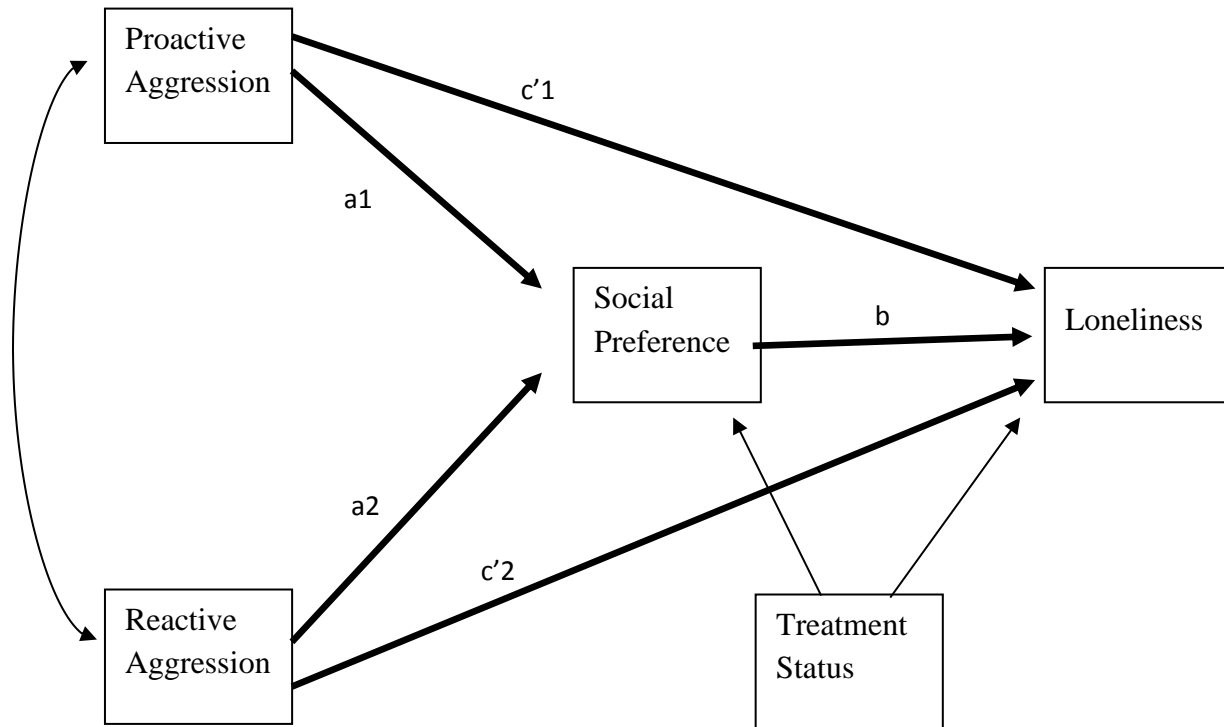 Proactive
Aggression
c’1
a1
Social
Preference
b
Loneliness
a2
c’2
Reactive
Aggression
Treatment
Status